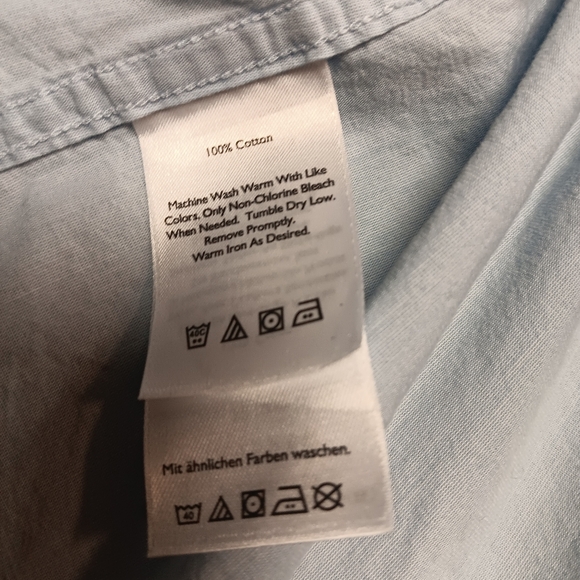 100% Cotton
Machine Wash Warm With Like
Colors. Only Non-Chlorine Bleach
When Needed. Tumble Dry Low.
Remove Promptly.
Warm Iron As Desired.
40C
Mit ähnlichen Farben waschen.
40